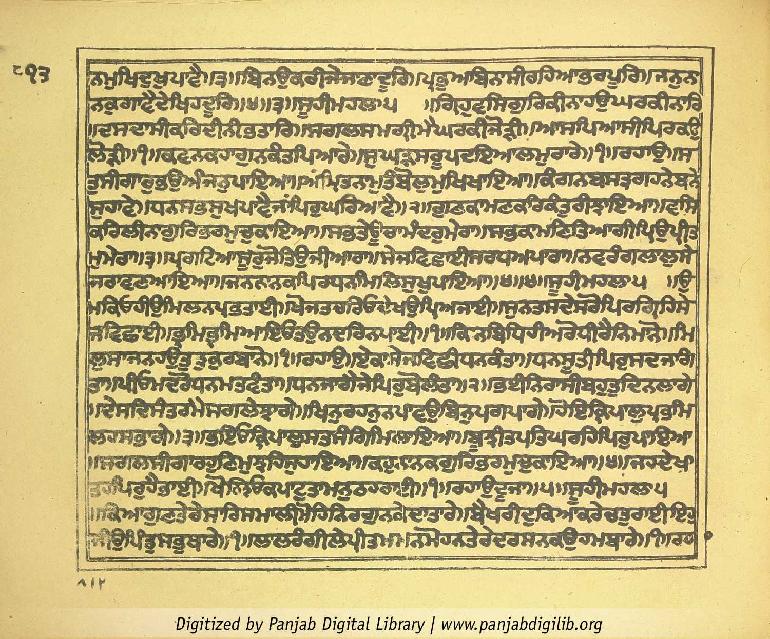 ੮੧੩
ਨਮੁਖਿਦੁਖੁਪਾਵੈ॥੩॥ਬਿਨਉਕਰੀਜੇਜਾਣਾਦੂਰਿ॥ਪ੍ਰਭੁਅਬਿਨਾਸੀਰਹਿਆਭਰਪੂਰਿ॥ਜਨੁਨਾ
ਨਕੁਗਾਵੈਦੇਖਿਹਦੂਰਿ॥੪॥੩॥ਸੂਹੀਮਹਲਾ੫ ॥ਗ੍ਰਿਹੁਵਸਿਗੁਰਿਕੀਨਾਹਉਘਰਕੀਨਾਰਿ
॥ਦਸਦਾਸੀਕਰਿਦੀਨੀਭਤਾਰਿ॥ਸਗਲਸਮਗ੍ਰੀਮੈਘਰਕੀਜੋੜੀ॥ਆਸਪਿਆਸੀਪਿਰਕਉ
ਲੋੜੀ॥੧॥ਕਵਨਕਹਾਗੁਨਕੰਤਪਿਆਰੇ॥ਸੁਘੜਸਰੂਪਦਇਆਲਮੁਰਾਰੇ॥੧॥ਰਹਾਉ॥ਸ
ਤੁਸੀਗਾਰੁਭਉਅੰਜਨੁਪਾਇਆ॥ਅੰਮ੍ਰਿਤਨਾਮੁਤੰਬੋਲੁਮੁਖਿਖਾਇਆ॥ਕੰਗਨਬਸਤ੍ਰਗਹਨੇਬਨੇ
ਸੁਹਾਵੇ॥ਧਨਸਭਸੁਖਪਾਵੈਜਾਂਪਿਰੁਘਰਿਆਵੈ॥੨॥ਗੁਣਕਾਮਣਕਰਿਕੰਤੁਰੀਝਾਇਆ॥ਵਸਿ
ਕਰਿਲੀਨਾਗੁਰਿਭਰਮੁਚੁਕਾਇਆ॥ਸਭਤੇਊਚਾਮੰਦਰੁਮੇਰਾ॥ਸਭਕਾਮਣਿਤਿਆਗੀਪ੍ਰਿਉਪ੍ਰੀਤ
ਮੁਮੇਰਾ॥੩॥ਪ੍ਰਗਟਿਆਸੂਰੁਜੋਤਿਉਜੀਆਰਾ॥ਸੇਜਵਿਛਾਈਸਰਧਅਪਾਰਾ॥ਨਵਰੰਗਲਾਲੁਸੇ
ਜਰਾਵਣਆਇਆ॥ਜਨਨਾਨਕਪਿਰਧਨਮਿਲਿਸੁਖੁਪਾਇਆ॥੪॥੪॥ਸੂਹੀਮਹਲਾ੫ ॥ਉ
ਮਕਿਓਹੀਉਮਿਲਨਪ੍ਰਭਤਾਈ॥ਖੋਜਤਚਰਿਓਦੇਖਉਪ੍ਰਿਅਜਾਈ॥ਸੁਨਤਸਦੇਸਰੋਪ੍ਰਿਅਗ੍ਰਿਹਿਸੇ
ਜਵਿਛਾਈ॥ਭ੍ਰਮਿਭ੍ਰਮਿਆਇਓਤਉਨਦਰਿਨਪਾਈ॥੧॥ਕਿਨਬਿਧਿਹੀਅਰੋਧੀਰੈਨਿਮਾਨੋ॥ਮਿ
ਲੁਸਾਜਨਹਉਤੁਝੁਕੁਰਬਾਨੋ॥੧॥ਰਹਾਉ॥ਏਕਾਸੇਜਵਿਛੀਧਨਕੰਤਾ॥ਧਨਸੂਤੀਪਿਰੁਸਦਜਾਗੰ
ਤਾ॥ਪੀਓਮਦਰੋਧਨਮਤਵੰਤਾ॥ਧਨਜਾਗੈਜੇਪਿਰੁਬੋਲੰਤਾ॥੨॥ਭਈਨਿਰਾਸੀਬਹੁਤੁਦਿਨਲਾਗੇ
॥ਦੇਸਦਿਸੰਤਰਮੈਸਗਲੇਝਾਗੇ॥ਖਿਨੁਰਹਨੁਨਪਾਵਉਬਿਨੁਪਗਪਾਗੇ॥ਹੋਇਕ੍ਰਿਪਾਲੁਪ੍ਰਭਮਿ
ਲਹਸਭਾਗੇ॥੩॥ਭਇਓਕ੍ਰਿਪਾਲੁਸਤਸੰਗਿਮਿਲਾਇਆ॥ਬੂਝੀਤਪਤਿਘਰਹਿਪਿਰੁਪਾਇਆ
॥ਸਗਲਸੀਗਾਰਹੁਣਿਮੁਝਹਿਸੁਹਾਇਆ॥ਕਹੁਨਾਨਕਗੁਰਿਭਰਮੁਚੁਕਾਇਆ॥੪॥ਜਹਦੇਖਾ
ਤਹਪਿਰੁਹੈਭਾਈ॥ਖੋਲ੍ਹਿਓਕਪਾਟੁਤਾਮਨੁਠਹਰਾਈ॥੧॥ਰਹਾਉਦੂਜਾ॥੫॥ਸੂਹੀਮਹਲਾ੫
॥ਕਿਆਗੁਣਤੇਰੇਸਾਰਿਸਮਾਲੀਮੋਹਿਨਿਰਗੁਨਕੇਦਾਤਾਰੇ॥ਬੈਖਰੀਦੁਕਿਆਕਰੇਚਤੁਰਾਈਇਹੁ
ਜੀਉਪਿੰਡੁਸਭੁਥਾਰੇ॥੧॥ਲਾਲਰੰਗੀਲੇਪ੍ਰੀਤਮਮਨਮੋਹਨਤੇਰੇਦਰਸਨਕਉਹਮਬਾਰੇ॥੧॥ਰਹਾ
Digitized by Panjab Digital Library | www.panjabdigilib.org